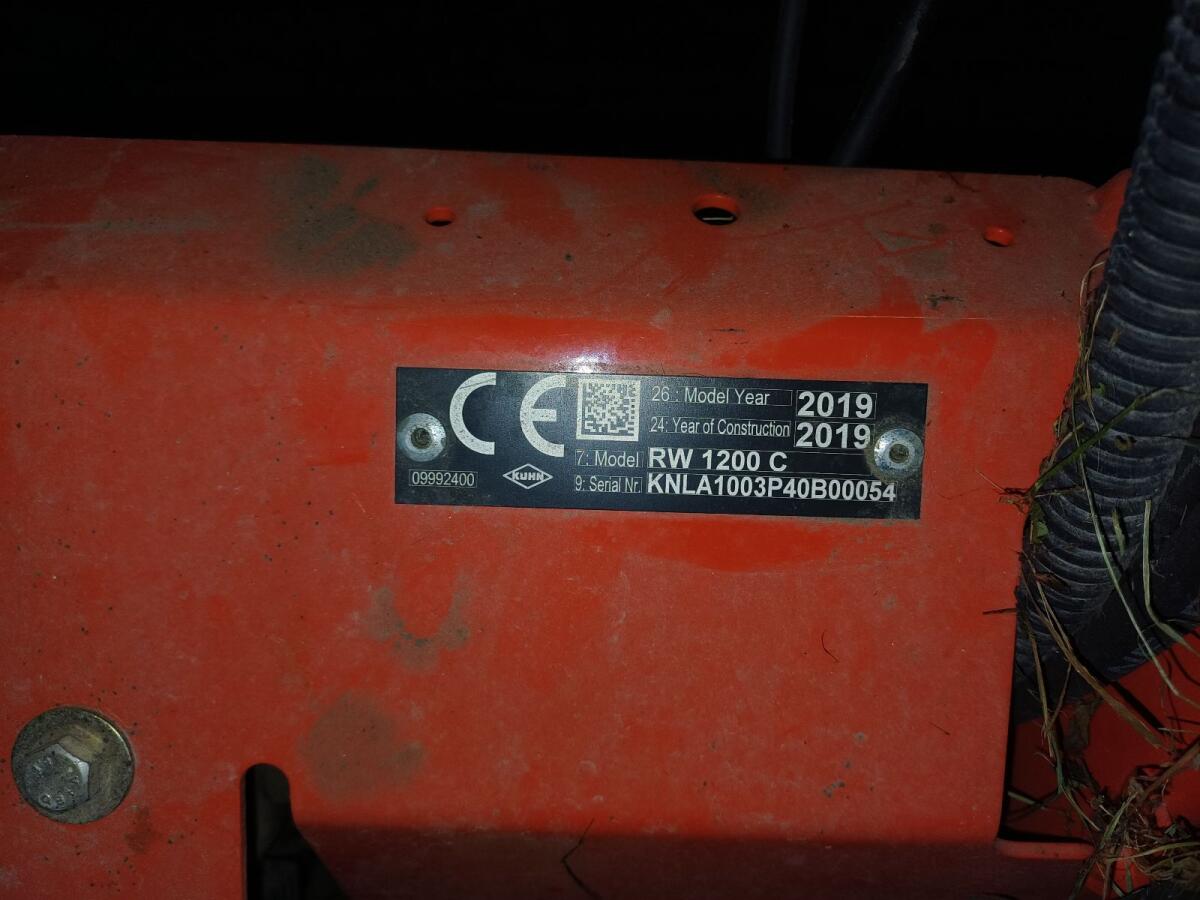 CE
26 : Model Year 2019
24: Year of Construction 2019
7: Model RW 1200 C
09992400
KUHN
9: Serial Nr. KNLA1003P40B00054